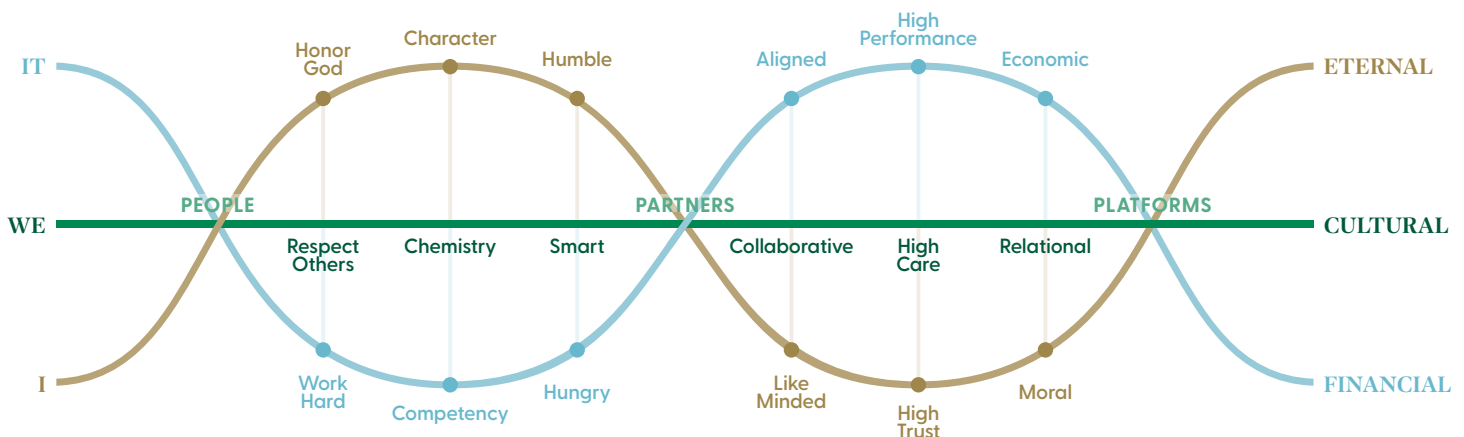 Honor
God
Character
Humble
Aligned
High
Performance
Economic
IT
ETERNAL
PEOPLE
PARTNERS
PLATFORMS
WE
CULTURAL
Respect
Others
Chemistry
Smart
Collaborative
High
Care
Relational
I
FINANCIAL
Work
Hard
Competency
Hungry
Like
Minded
High
Trust
Moral